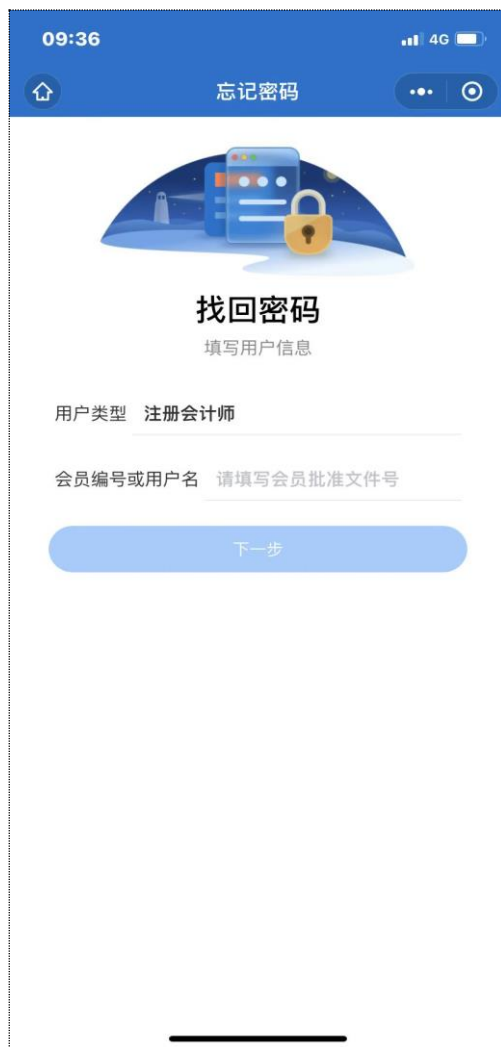 09:36
4G
忘记密码
找回密码
填写用户信息
用户类型 注册会计师
会员编号或用户名 请填写会员批准文件号
下一步